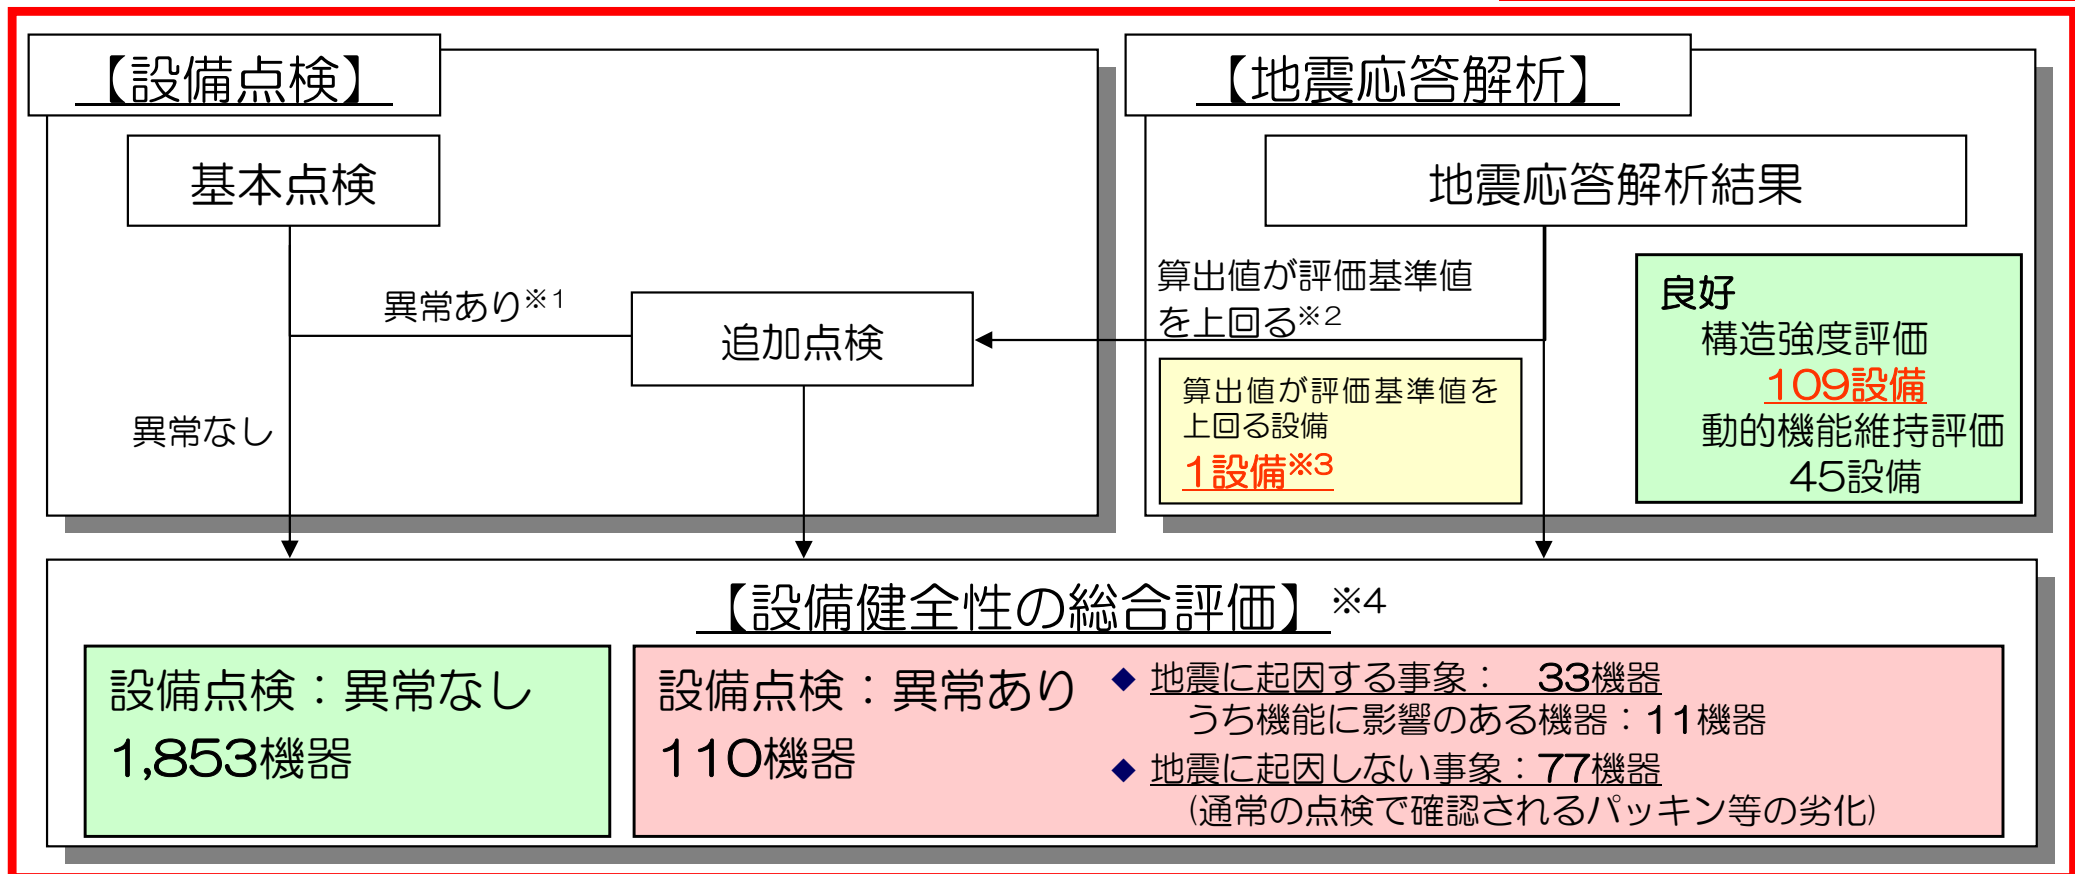 【設備点検】
基本点検
異常あり※1
追加点検
異常なし
【地震応答解析】
地震応答解析結果
算出値が評価基準値
を上回る※2
算出値が評価基準値を
上回る設備
1設備※3
良好
構造強度評価
109設備
動的機能維持評価
45設備
【設備健全性の総合評価】※4
設備点検：異常なし
1,853機器
設備点検：異常あり
110機器
◆ 地震に起因する事象：　33機器
うち機能に影響のある機器：11機器
◆ 地震に起因しない事象：77機器
(通常の点検で確認されるパッキン等の劣化)